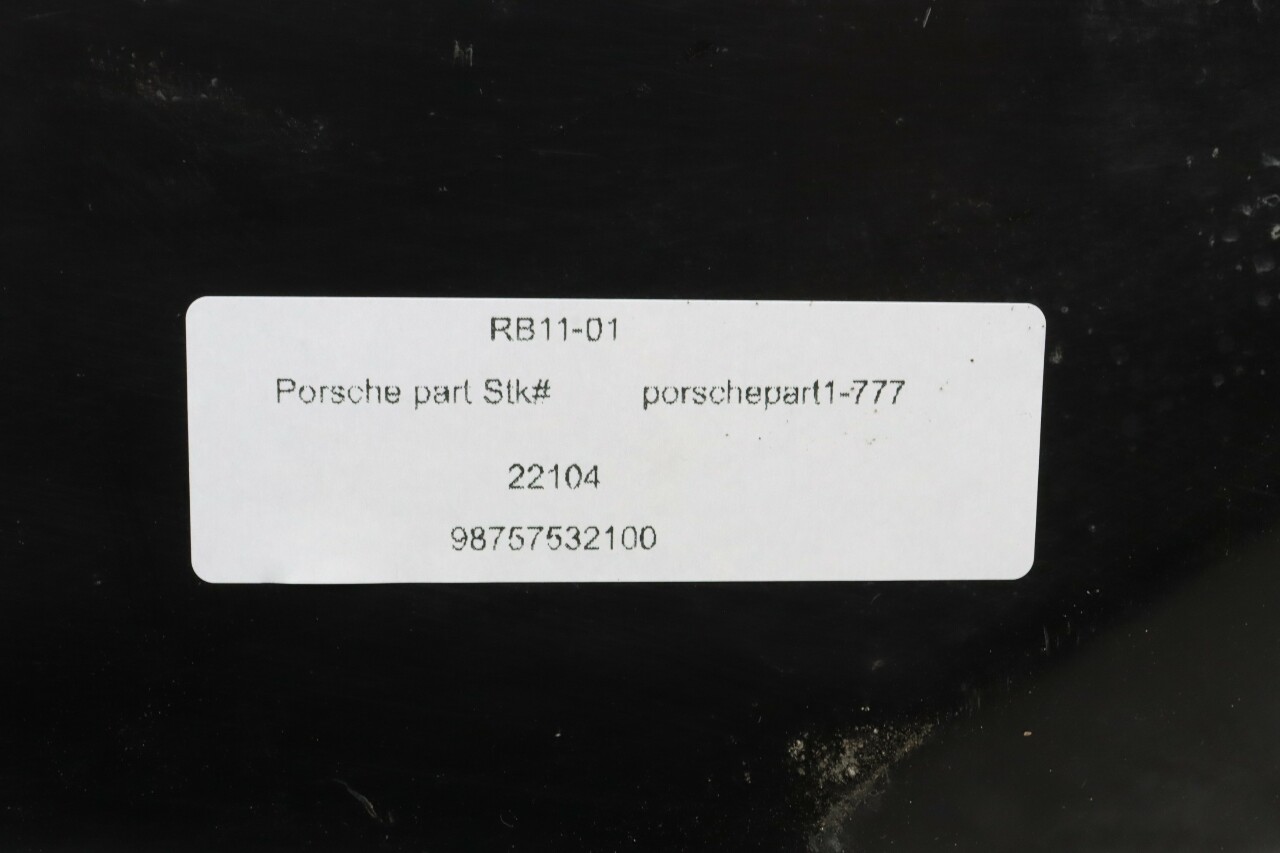 RB11-01
Porsche part Stk# porschepart1-777
22104
98757532100